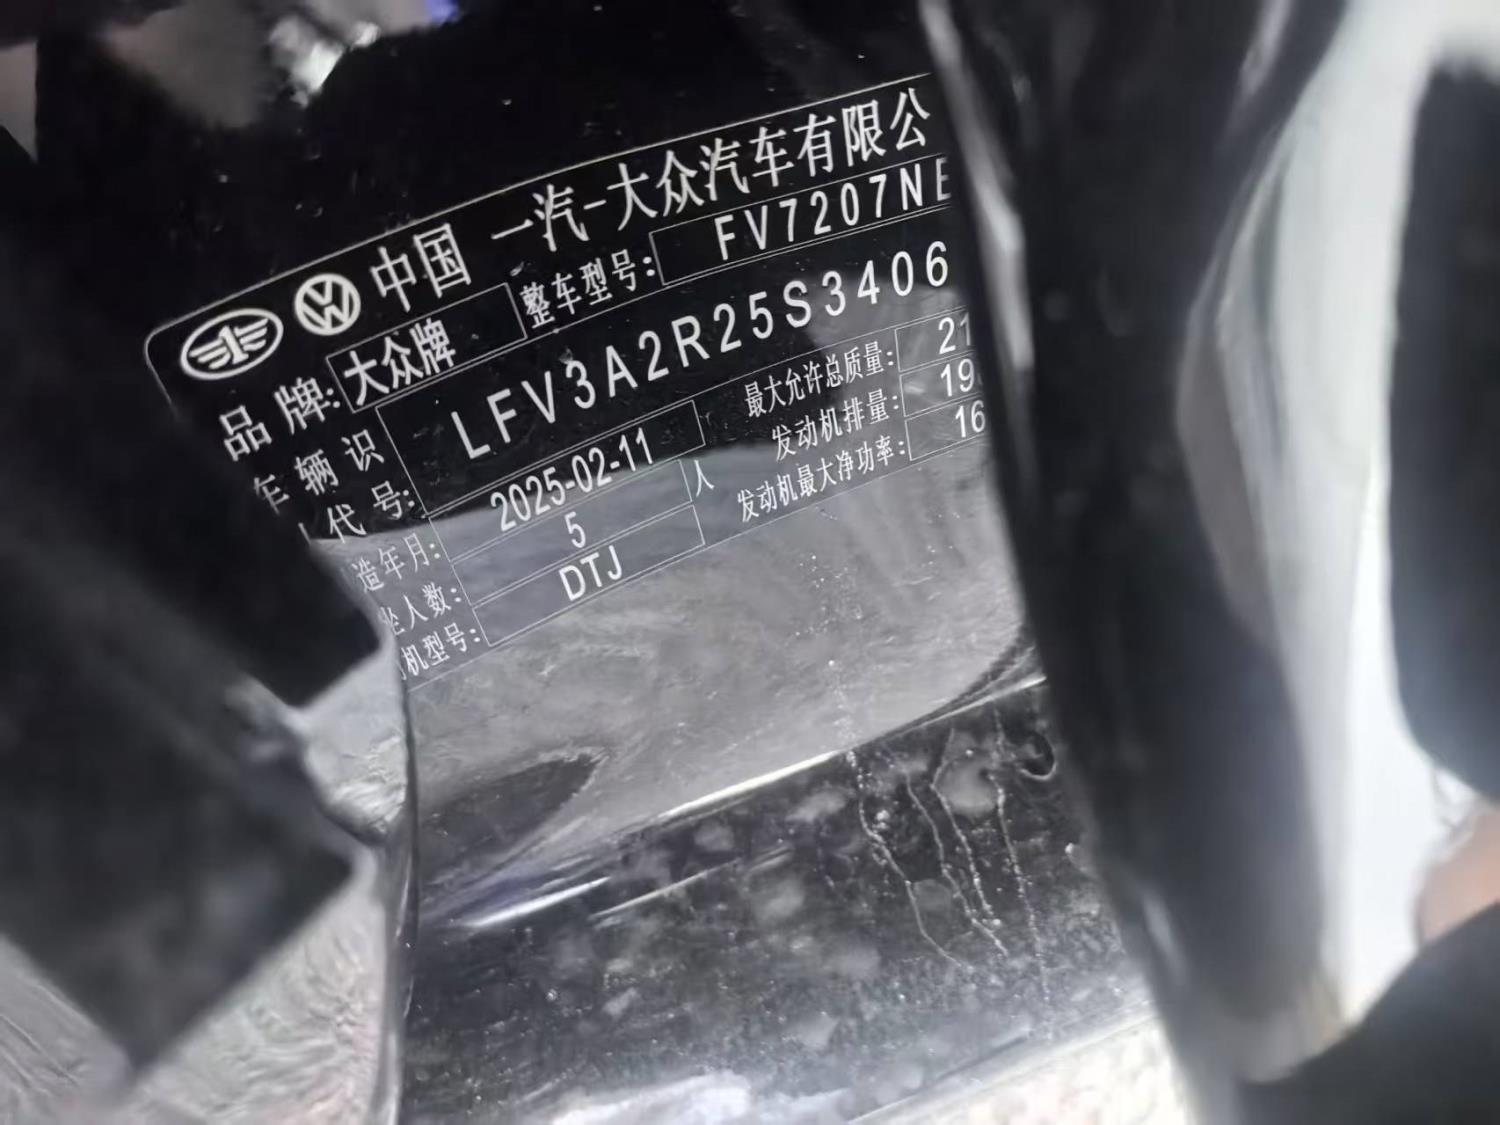 中国 一汽-大众汽车有限公
品 牌: 大众牌 整车型号: FV7207N
车 辆 识
代 号: LFV3A2R25S3406
造年月: 2025-02-11 最大允许总质量: 21
人数: 5 人 发动机排量: 19
机型号: DTJ 发动机最大净功率: 16